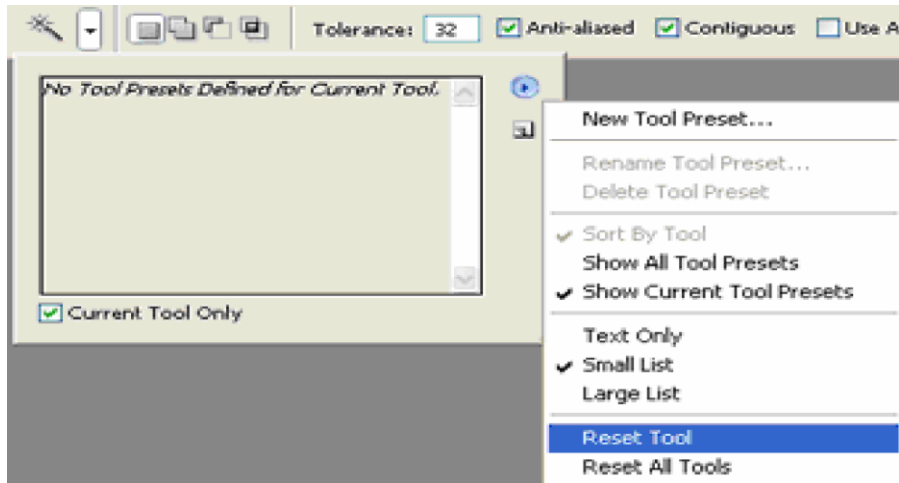 Tolerance: 32 Anti-aliased Contiguous Use A
No Tool Presets Defined for Current Tool.
Current Tool Only
New Tool Preset...
Rename Tool Preset...
Delete Tool Preset
Sort By Tool
Show All Tool Presets
Show Current Tool Presets
Text Only
Small List
Large List
Reset Tool
Reset All Tools